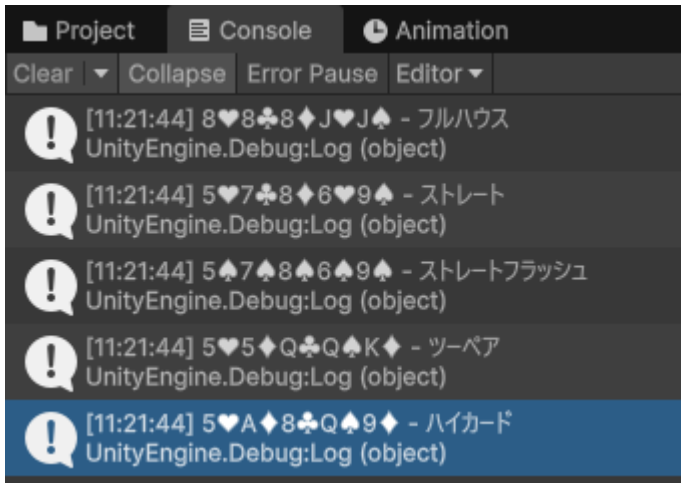 Project Console Animation
Clear Collapse Error Pause Editor
[11:21:44] 8♥8♣8♦J♥J♠ - フルハウス
UnityEngine.Debug:Log (object)
[11:21:44] 5♥7♣8♦6♥9♠ - ストレート
UnityEngine.Debug:Log (object)
[11:21:44] 5♠7♠8♠6♠9♠ - ストレートフラッシュ
UnityEngine.Debug:Log (object)
[11:21:44] 5♥5♦Q♣Q♠K♦ - ツーペア
UnityEngine.Debug:Log (object)
[11:21:44] 5♥A♦8♣Q♠9♦ - ハイカード
UnityEngine.Debug:Log (object)